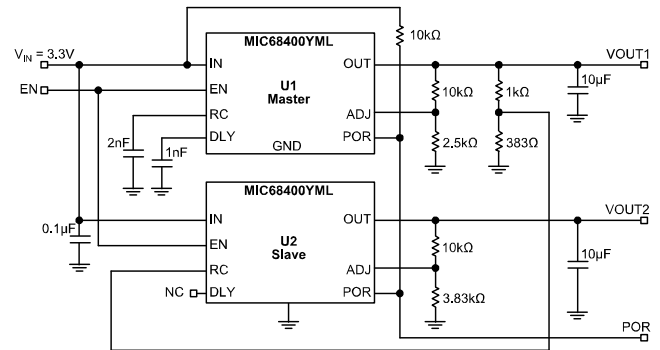 MIC68400YML
10kΩ
VIN = 3.3V
IN
OUT
VOUT1
EN
EN
U1
Master
10kΩ
1kΩ
10µF
RC
ADJ
2nF
1nF
DLY
POR
GND
2.5kΩ
383Ω
MIC68400YML
IN
OUT
VOUT2
0.1µF
EN
U2
Slave
10kΩ
10µF
RC
ADJ
NC
DLY
POR
3.83kΩ
POR